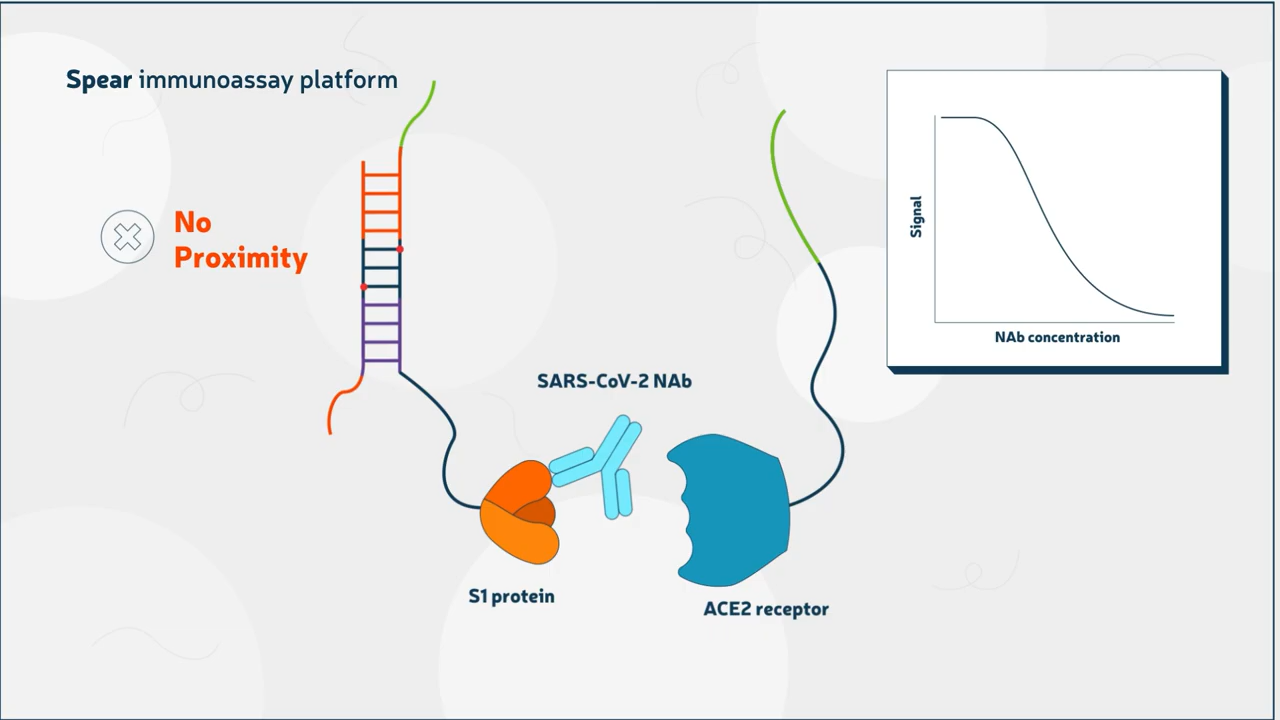 Spear immunoassay platform
No
Proximity
SARS-CoV-2 NAb
S1 protein
ACE2 receptor
Signal
NAb concentration